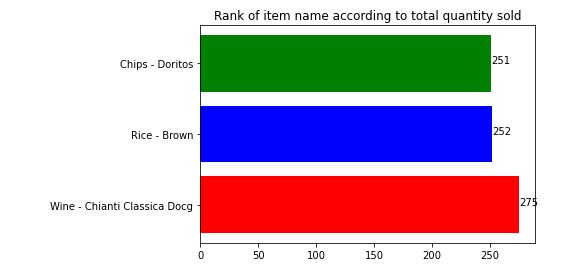 Rank of item name according to total quantity sold
Chips - Doritos
251
Rice - Brown
252
Wine - Chianti Classica Docg
275
0 50 100 150 200 250